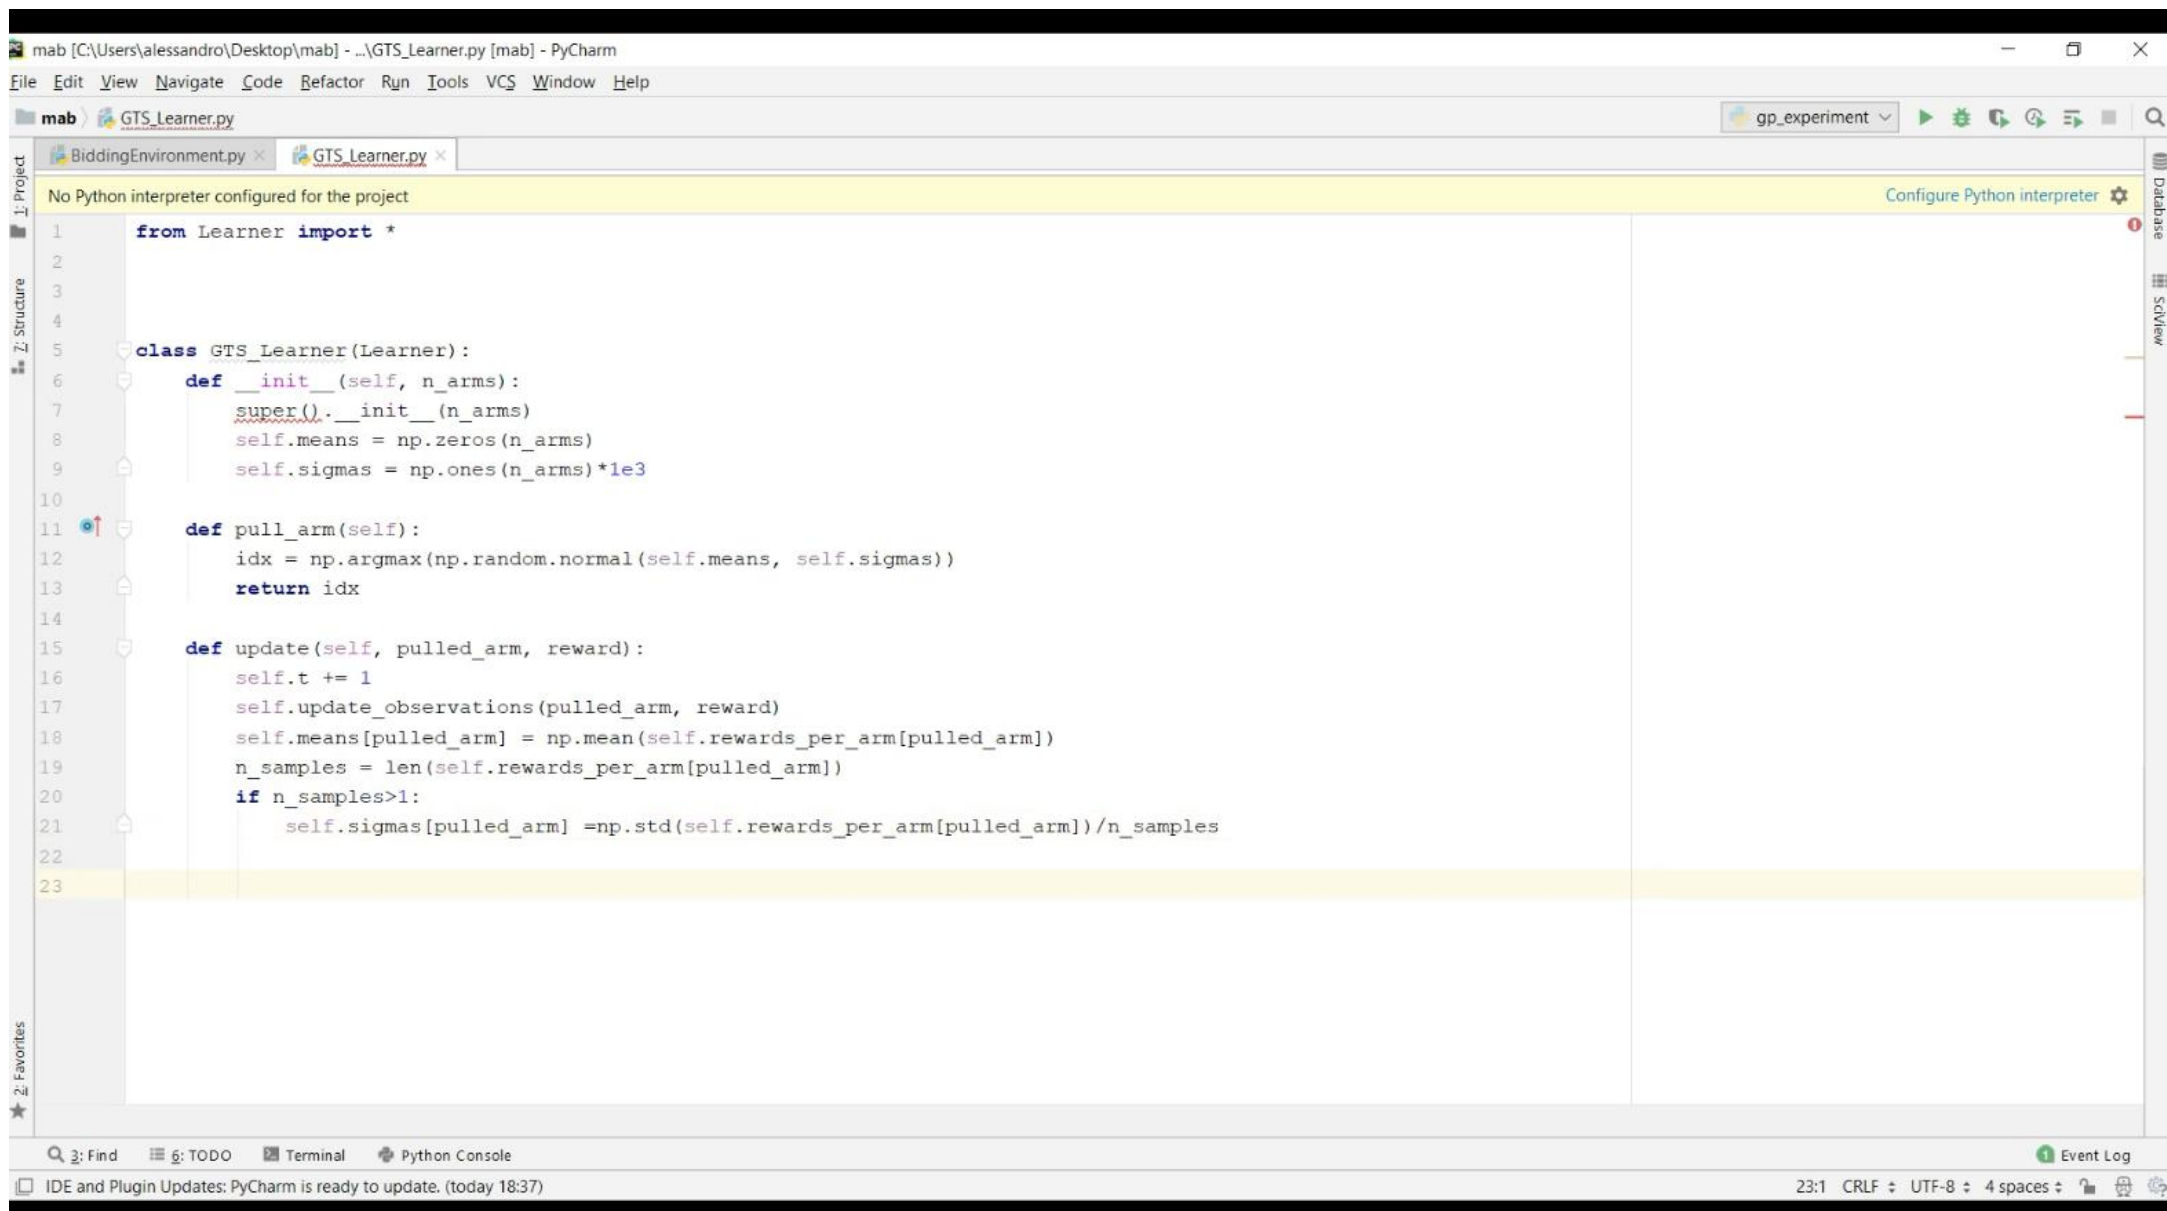 mab [C:\Users\alessandro\Desktop\mab] - ...\GTS_Learner.py [mab] - PyCharm
File Edit View Navigate Code Refactor Run Tools VCS Window Help
mab GTS_Learner.py gp_experiment
BiddingEnvironment.py GTS_Learner.py
No Python interpreter configured for the project Configure Python interpreter
1: Project
7: Structure
2: Favorites
Database
SciView
1 from Learner import *
2
3
4
5 class GTS_Learner(Learner):
6     def __init__(self, n_arms):
7         super().__init__(n_arms)
8         self.means = np.zeros(n_arms)
9         self.sigmas = np.ones(n_arms)*1e3
10
11     def pull_arm(self):
12         idx = np.argmax(np.random.normal(self.means, self.sigmas))
13         return idx
14
15     def update(self, pulled_arm, reward):
16         self.t += 1
17         self.update_observations(pulled_arm, reward)
18         self.means[pulled_arm] = np.mean(self.rewards_per_arm[pulled_arm])
19         n_samples = len(self.rewards_per_arm[pulled_arm])
20         if n_samples>1:
21             self.sigmas[pulled_arm] =np.std(self.rewards_per_arm[pulled_arm])/n_samples
22
23
3: Find 6: TODO Terminal Python Console 1 Event Log
IDE and Plugin Updates: PyCharm is ready to update. (today 18:37) 23:1 CRLF UTF-8 4 spaces